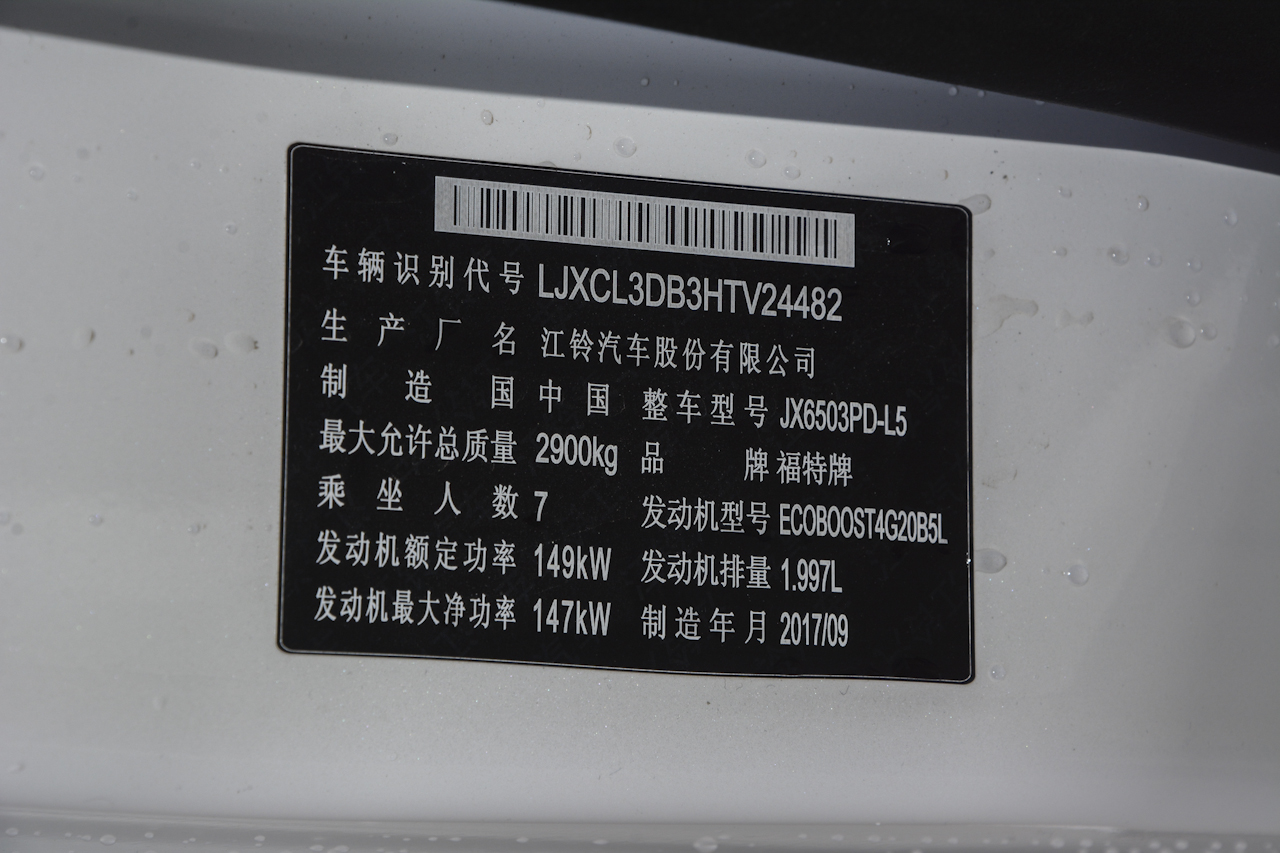 车辆识别代号 LJXCL3DB3HTV24482
生产厂名 江铃汽车股份有限公司
制造国 中国 整车型号 JX6503PD-L5
最大允许总质量 2900kg 品牌 福特牌
乘坐人数 7 发动机型号 ECOBOOST4G20B5L
发动机额定功率 149kW 发动机排量 1.997L
发动机最大净功率 147kW 制造年月 2017/09